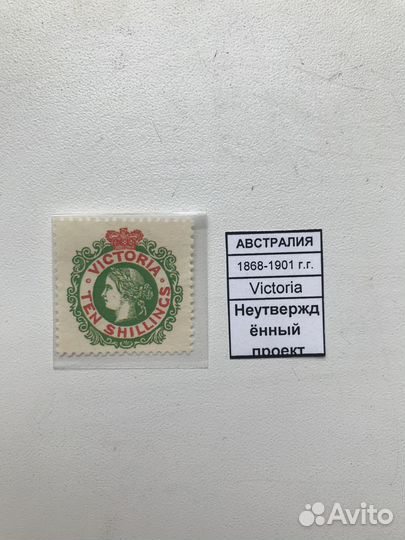 VICTORIA
TEN SHILLINGS
АВСТРАЛИЯ
1868-1901 г.г.
Victoria
Неутвержд
ённый
проект
Avito